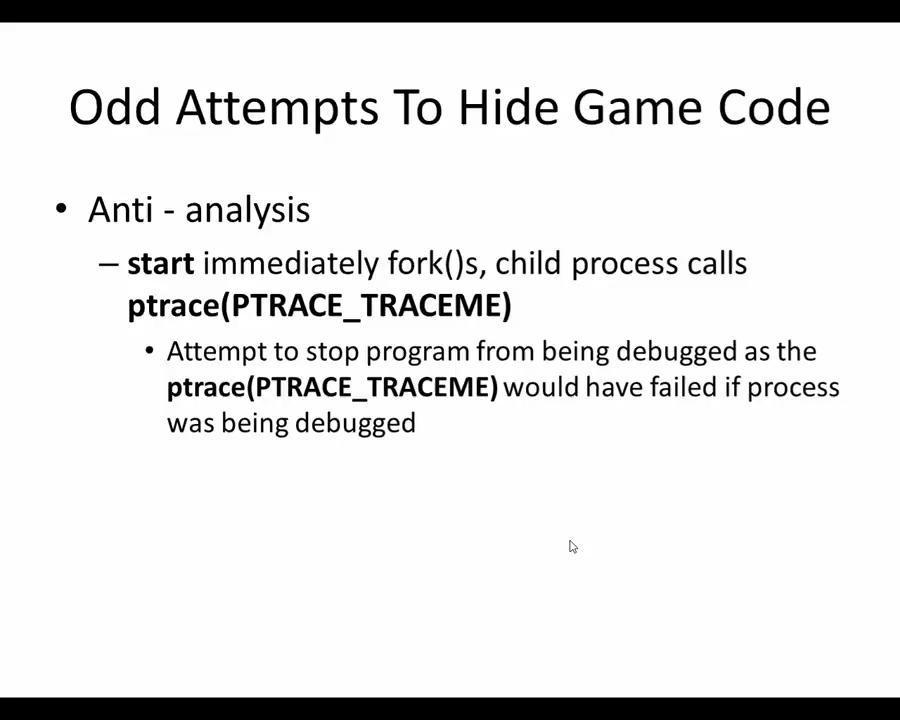 Odd Attempts To Hide Game Code
• Anti - analysis
– start immediately fork()s, child process calls
ptrace(PTRACE_TRACEME)
• Attempt to stop program from being debugged as the
ptrace(PTRACE_TRACEME) would have failed if process
was being debugged